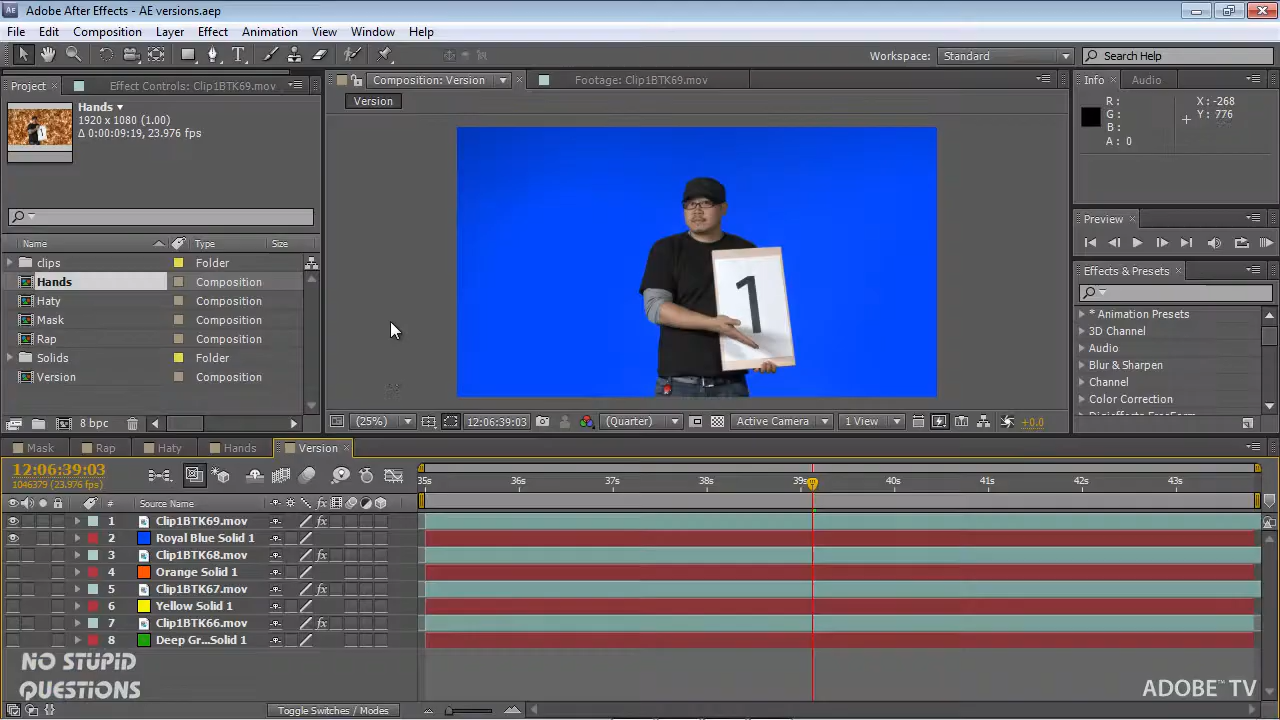 Adobe After Effects - AE versions.aep
File Edit Composition Layer Effect Animation View Window Help
Workspace: Standard Search Help
Project Effect Controls: Clip1BTK69.mov
Hands
1920 x 1080 (1.00)
Δ 0:00:09:19, 23.976 fps
Name Type Size
clips Folder
Hands Composition
Haty Composition
Mask Composition
Rap Composition
Solids Folder
Version Composition
8 bpc
Composition: Version Footage: Clip1BTK69.mov
Version
1
(25%) 12:06:39:03 (Quarter) Active Camera 1 View +0.0
Info Audio
R : X : -268
G : Y : 776
B :
A : 0
Preview
Effects & Presets
* Animation Presets
3D Channel
Audio
Blur & Sharpen
Channel
Color Correction
Mask Rap Haty Hands Version
12:06:39:03
1046379 (23.976 fps)
35s 36s 37s 38s 39s 40s 41s 42s 43s
# Source Name
1 Clip1BTK69.mov
2 Royal Blue Solid 1
3 Clip1BTK68.mov
4 Orange Solid 1
5 Clip1BTK67.mov
6 Yellow Solid 1
7 Clip1BTK66.mov
8 Deep Gr...Solid 1
Toggle Switches / Modes
NO STUPID
QUESTIONS
ADOBE™ TV